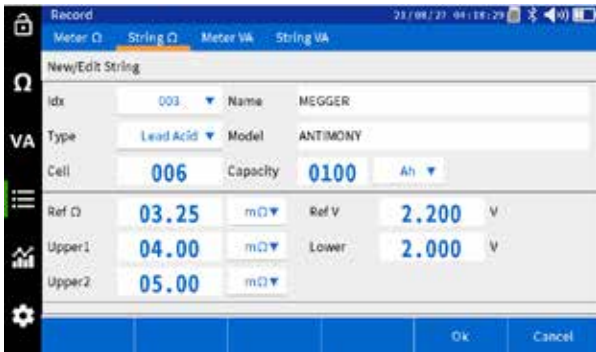 Record 21/08/27 04:18:29
Meter Ω String Ω Meter VA String VA
New/Edit String
Ω
Idx 003 Name MEGGER
VA
Type Lead Acid Model ANTIMONY
Cell 006 Capacity 0100 Ah
Ref Ω 03.25 mΩ Ref V 2.200 V
Upper1 04.00 mΩ Lower 2.000 V
Upper2 05.00 mΩ
Ok Cancel